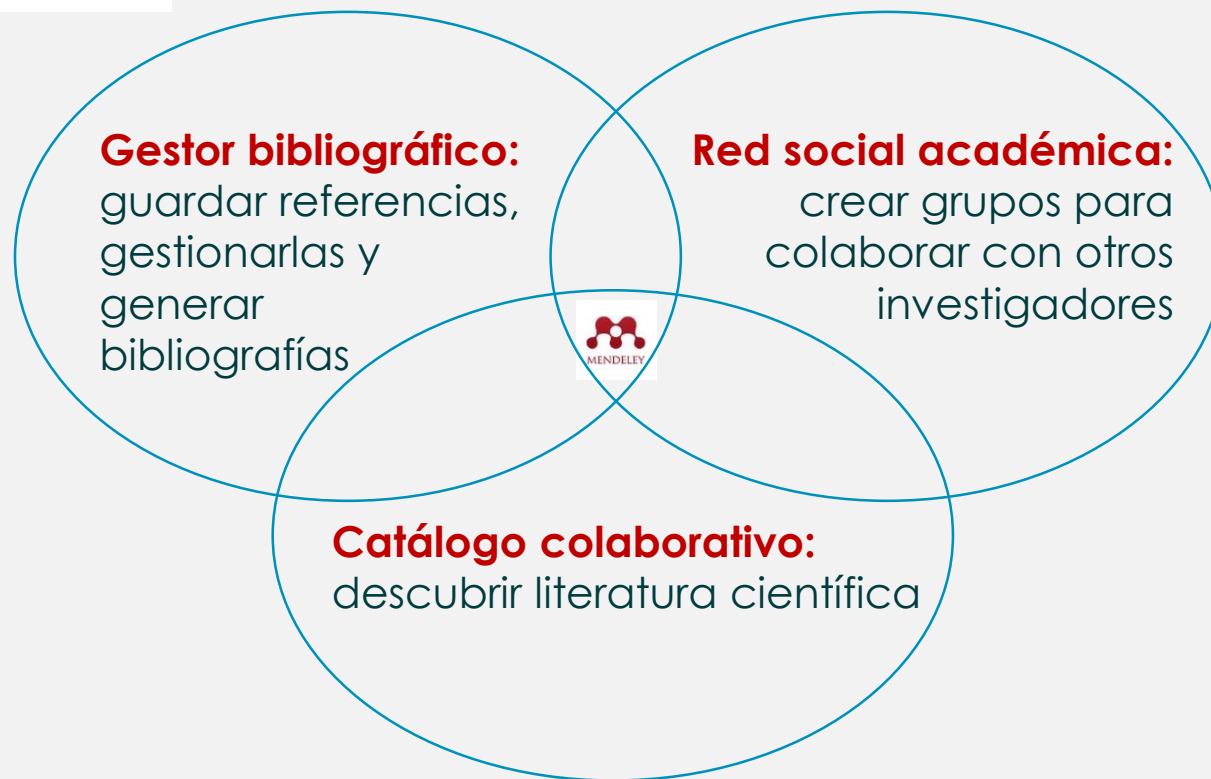 Gestor bibliográfico:
guardar referencias,
gestionarlas y
generar
bibliografías
Red social académica:
crear grupos para
colaborar con otros
investigadores
MENDELEY
Catálogo colaborativo:
descubrir literatura científica